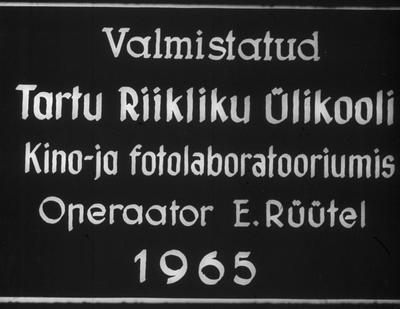 Valmistatud
Tartu Riikliku Ülikooli
Kino-ja fotolaboratooriumis
Operaator E. Rüütel
1965